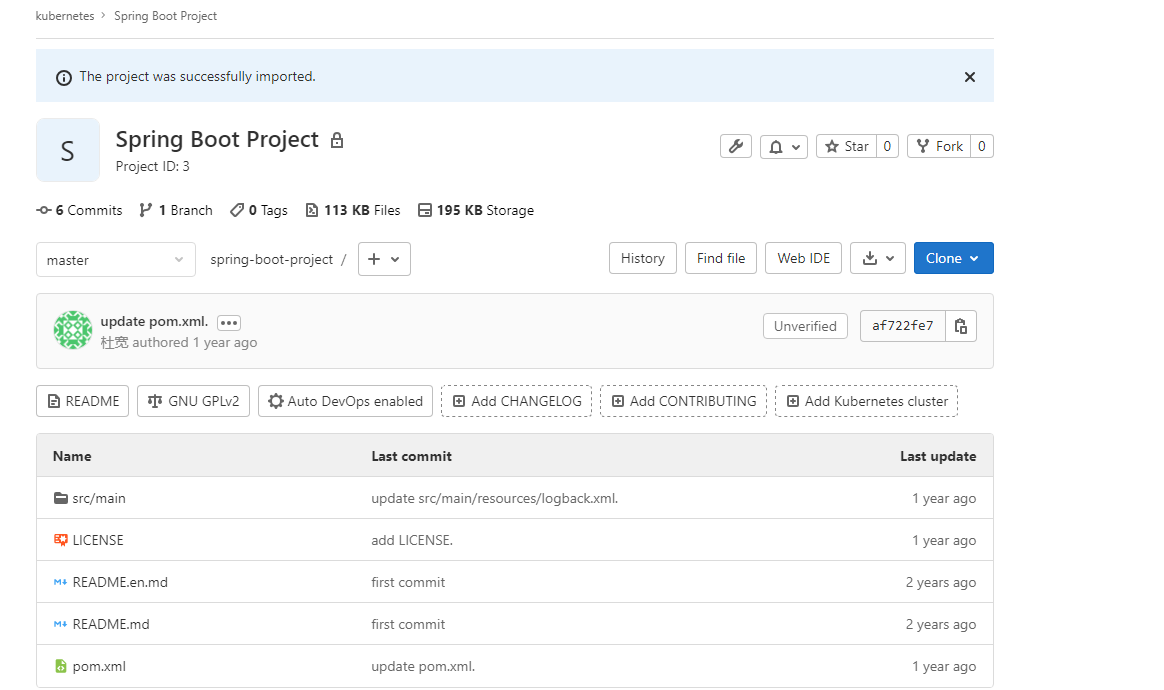 kubernetes > Spring Boot Project
The project was successfully imported.
S
Spring Boot Project
Project ID: 3
Star 0
Fork 0
6 Commits 1 Branch 0 Tags 113 KB Files 195 KB Storage
master spring-boot-project / History Find file Web IDE Clone
update pom.xml.
杜宽 authored 1 year ago
Unverified af722fe7
README GNU GPLv2 Auto DevOps enabled Add CHANGELOG Add CONTRIBUTING Add Kubernetes cluster
Name Last commit Last update
src/main update src/main/resources/logback.xml. 1 year ago
LICENSE add LICENSE. 1 year ago
README.en.md first commit 2 years ago
README.md first commit 2 years ago
pom.xml update pom.xml. 1 year ago